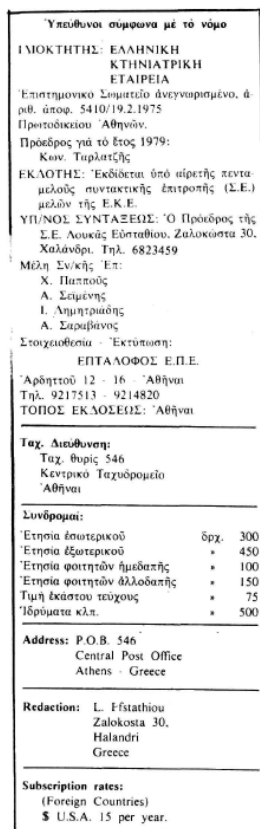 Ὑπεύθυνοι σύμφωνα μέ τό νόμο
ΙΔΙΟΚΤΗΤΗΣ: ΕΛΛΗΝΙΚΗ
ΚΤΗΝΙΑΤΡΙΚΗ
ΕΤΑΙΡΕΙΑ
Ἐπιστημονικό Σωματεῖο ἀνεγνωρισμένο, ἀ-
ριθ. ἀποφ. 5410/19.2.1975
Πρωτοδικείου Ἀθηνῶν.
Πρόεδρος γιά τό ἔτος 1979:
Κων. Ταρλατζῆς
ΕΚΔΟΤΗΣ: Ἐκδίδεται ὑπό αἱρετῆς πεντα-
μελοῦς συντακτικῆς ἐπιτροπῆς (Σ.Ε.)
μελῶν τῆς Ε.Κ.Ε.
ΥΠ/ΝΟΣ ΣΥΝΤΑΞΕΩΣ: Ὁ Πρόεδρος τῆς
Σ.Ε. Λουκᾶς Εὐσταθίου, Ζαλοκώστα 30,
Χαλάνδρι. Τηλ. 6823459
Μέλη Σν/κῆς Ἐπ:
Χ. Παππούς
Α. Σεϊμένης
Ι. Δημητριάδης
Α. Σαραβάνος
Στοιχειοθεσία - Ἐκτύπωση:
ΕΠΤΑΛΟΦΟΣ Ε.Π.Ε.
Ἀρδηττοῦ 12 - 16 - Ἀθῆναι
Τηλ. 9217513 - 9214820
ΤΟΠΟΣ ΕΚΔΟΣΕΩΣ: Ἀθῆναι
Ταχ. Διεύθυνση:
Ταχ. θυρίς 546
Κεντρικό Ταχυδρομεῖο
Ἀθῆναι
Συνδρομαί:
Ἐτησία ἐσωτερικοῦ δρχ. 300
Ἐτησία ἐξωτερικοῦ » 450
Ἐτησία φοιτητῶν ἡμεδαπῆς » 100
Ἐτησία φοιτητῶν ἀλλοδαπῆς » 150
Τιμή ἑκάστου τεύχους » 75
Ἱδρύματα κλπ. » 500
Address: P.O.B. 546
Central Post Office
Athens - Greece
Redaction: L. Efstathiou
Zalokosta 30,
Halandri
Greece
Subscription rates:
(Foreign Countries)
$ U.S.A. 15 per year.